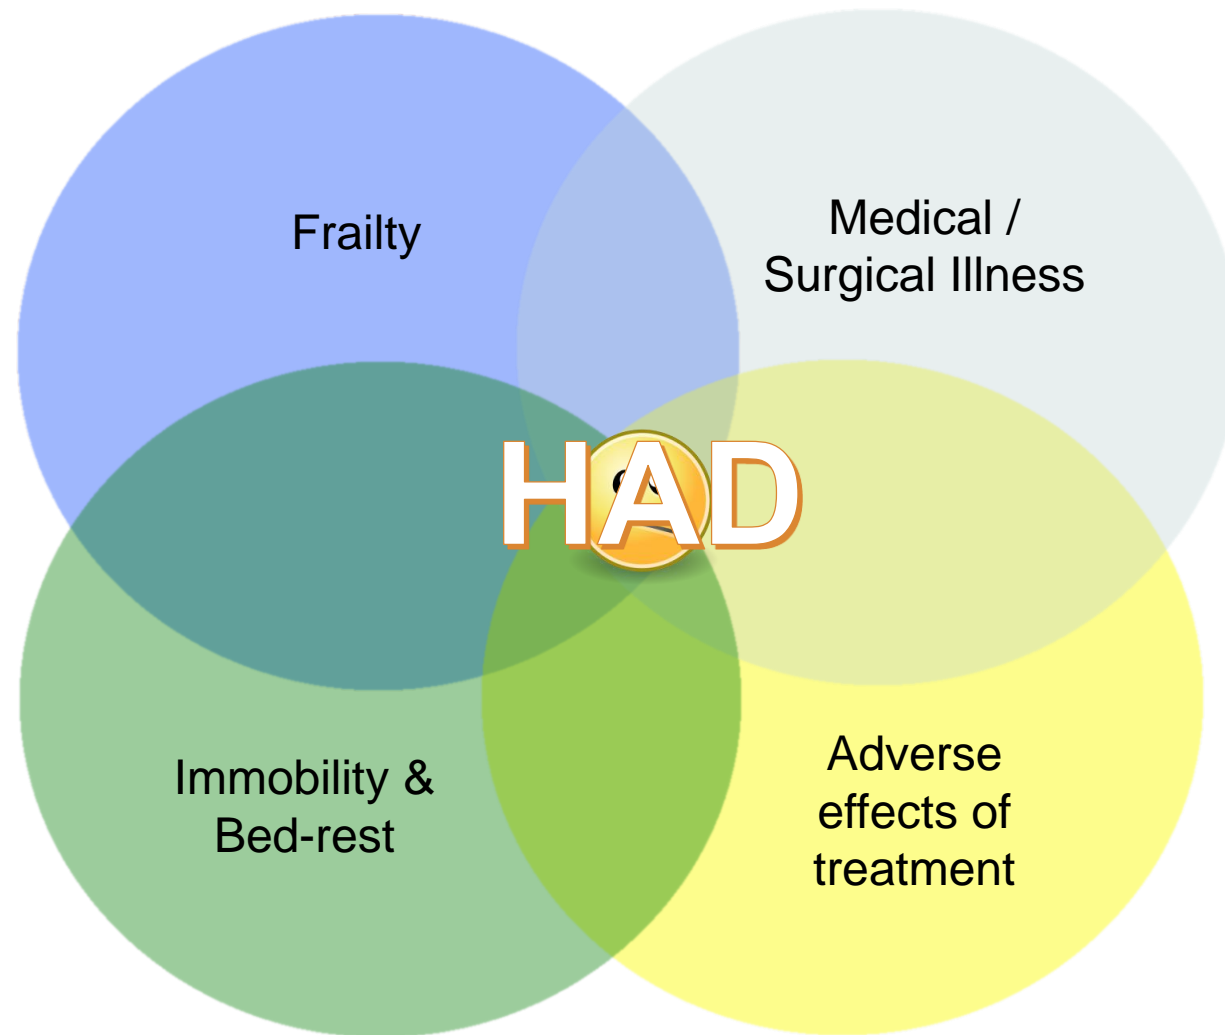 Frailty
Medical /
Surgical Illness
HAD
Immobility &
Bed-rest
Adverse
effects of
treatment